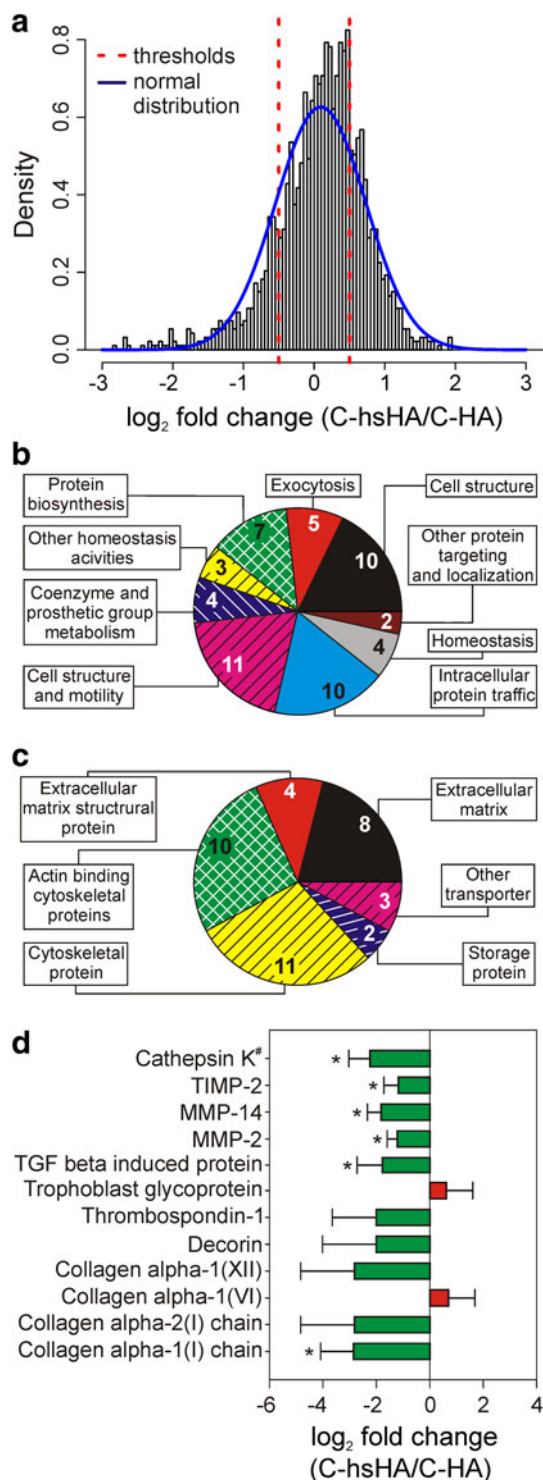 a
thresholds
normal
distribution
Density
0.8
0.6
0.4
0.2
0.0
-3 -2 -1 0 1 2 3
log2 fold change (C-hsHA/C-HA)
b
Protein
biosynthesis
Exocytosis
Cell structure
Other homeostasis
acivities
Other protein
targeting
and localization
Coenzyme and
prosthetic group
metabolism
Homeostasis
Cell structure
and motility
Intracellular
protein traffic
7
5
10
3
4
2
4
11
10
c
Extracellular
matrix structrural
protein
Extracellular
matrix
Actin binding
cytoskeletal
proteins
Other
transporter
Cytoskeletal
protein
Storage
protein
4
8
10
3
2
11
d
Cathepsin K#
*
TIMP-2
*
MMP-14
*
MMP-2
*
TGF beta induced protein
*
Trophoblast glycoprotein
Thrombospondin-1
Decorin
Collagen alpha-1(XII)
Collagen alpha-1(VI)
Collagen alpha-2(I) chain
Collagen alpha-1(I) chain
*
-6 -4 -2 0 2 4
log2 fold change
(C-hsHA/C-HA)